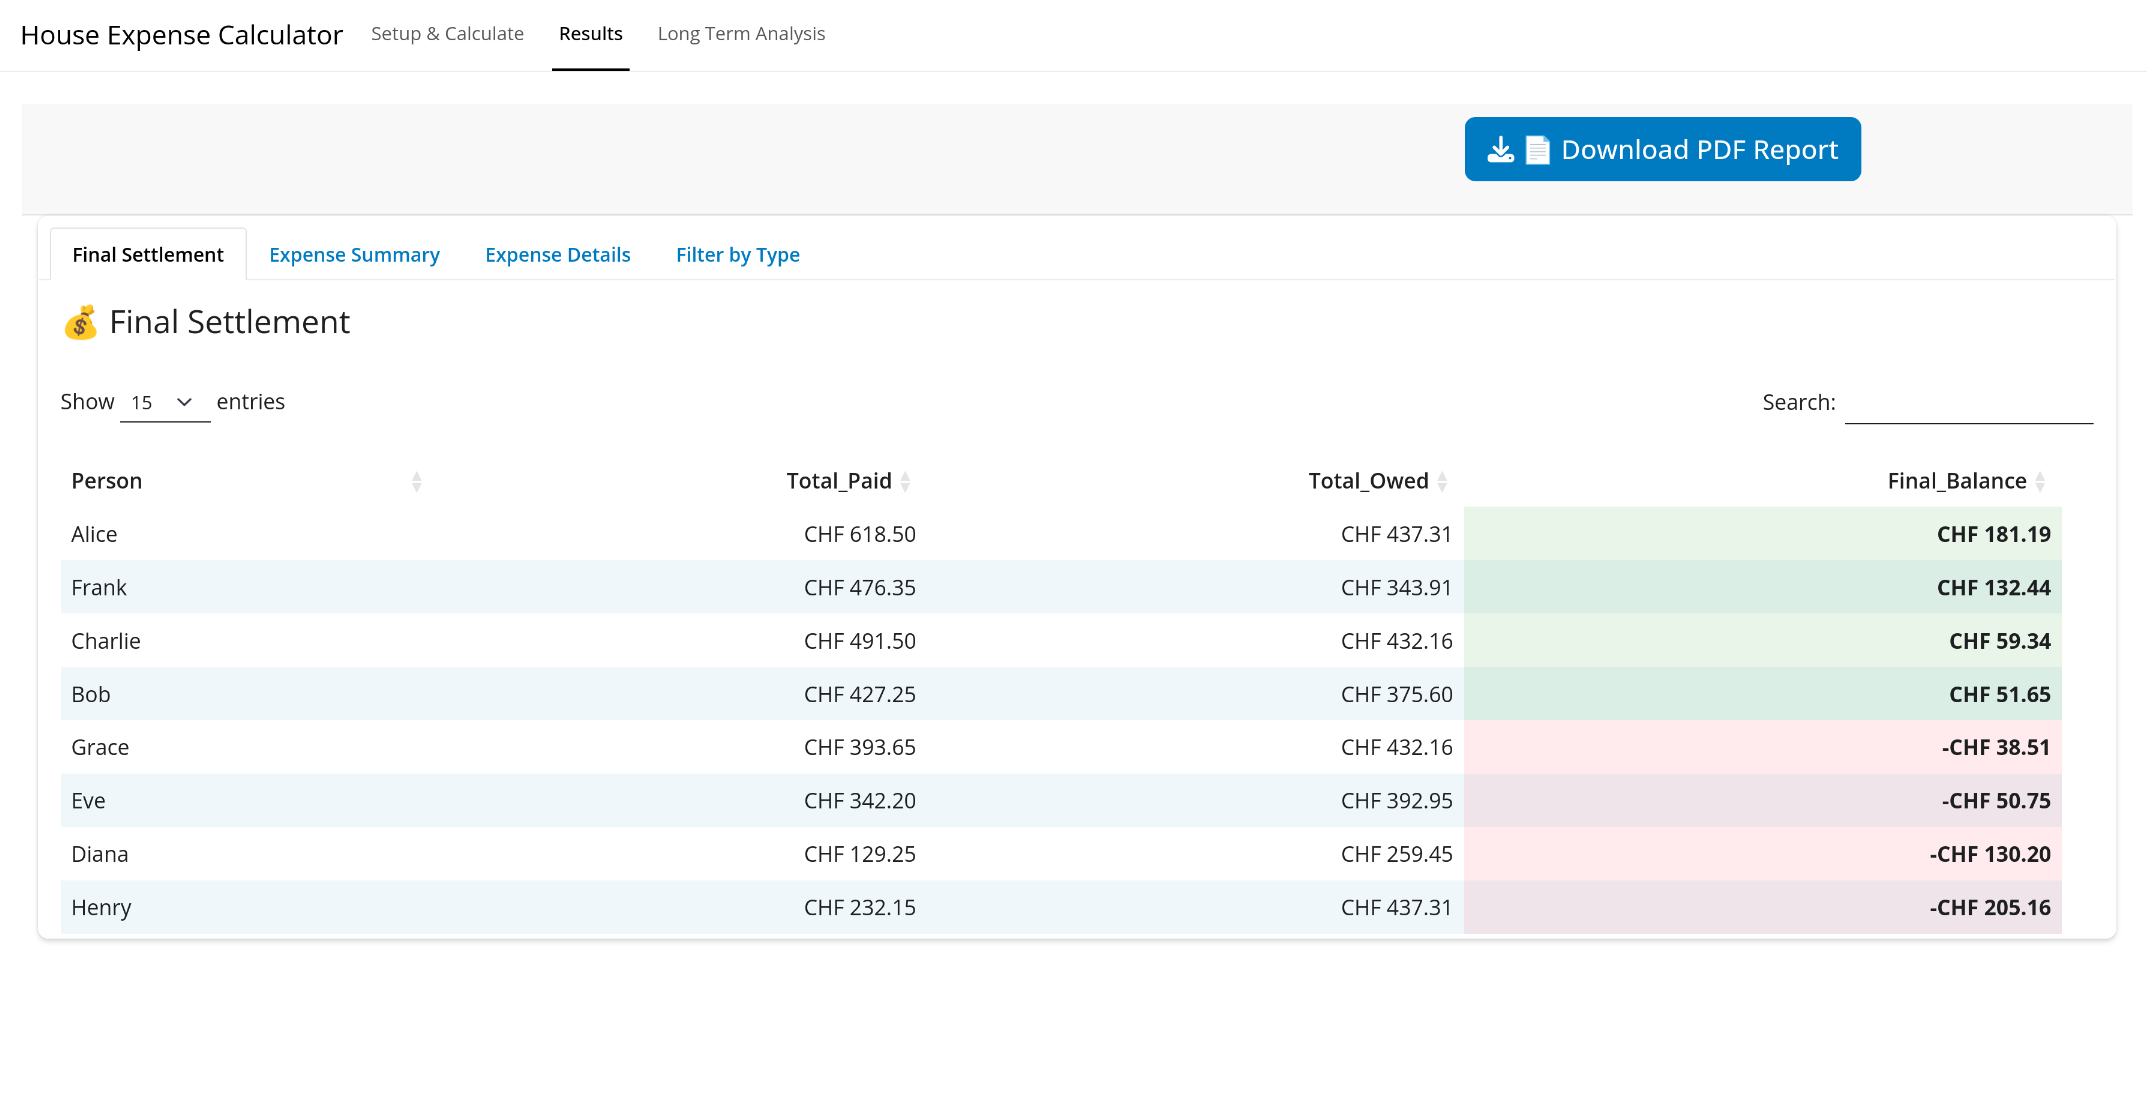 House Expense Calculator Setup & Calculate Results Long Term Analysis
Download PDF Report
Final Settlement Expense Summary Expense Details Filter by Type
Final Settlement
Show 15 entries Search:
Person Total_Paid Total_Owed Final_Balance
Alice CHF 618.50 CHF 437.31 CHF 181.19
Frank CHF 476.35 CHF 343.91 CHF 132.44
Charlie CHF 491.50 CHF 432.16 CHF 59.34
Bob CHF 427.25 CHF 375.60 CHF 51.65
Grace CHF 393.65 CHF 432.16 -CHF 38.51
Eve CHF 342.20 CHF 392.95 -CHF 50.75
Diana CHF 129.25 CHF 259.45 -CHF 130.20
Henry CHF 232.15 CHF 437.31 -CHF 205.16